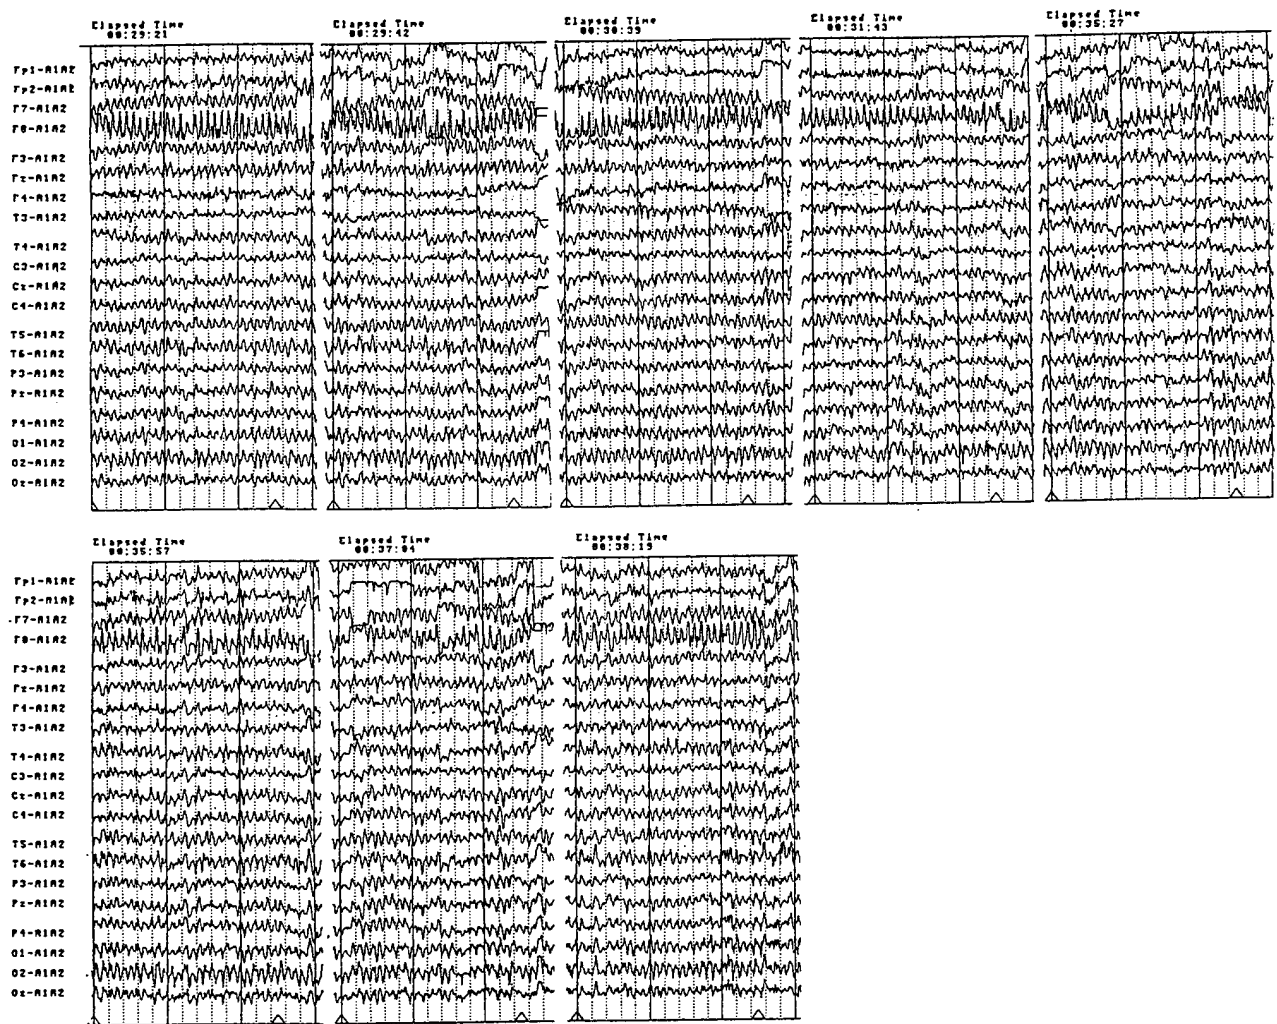 Elapsed Time
00:29:21
Elapsed Time
00:29:42
Elapsed Time
00:30:39
Elapsed Time
00:31:43
Elapsed Time
00:35:27
Fp1-A1A2
Fp2-A1A2
F7-A1A2
F8-A1A2
F3-A1A2
Fz-A1A2
F4-A1A2
T3-A1A2
T4-A1A2
C3-A1A2
Cz-A1A2
C4-A1A2
T5-A1A2
T6-A1A2
P3-A1A2
Pz-A1A2
P4-A1A2
O1-A1A2
O2-A1A2
Oz-A1A2
Elapsed Time
00:35:57
Elapsed Time
00:37:04
Elapsed Time
00:38:19
Fp1-A1A2
Fp2-A1A2
F7-A1A2
F8-A1A2
F3-A1A2
Fz-A1A2
F4-A1A2
T3-A1A2
T4-A1A2
C3-A1A2
Cz-A1A2
C4-A1A2
T5-A1A2
T6-A1A2
P3-A1A2
Pz-A1A2
P4-A1A2
O1-A1A2
O2-A1A2
Oz-A1A2